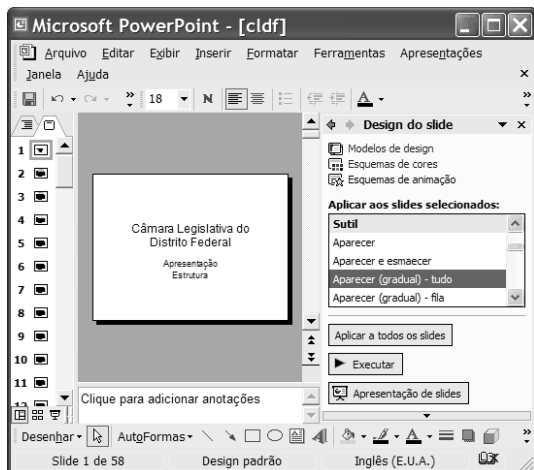 Microsoft PowerPoint - [cldf]
Arquivo Editar Exibir Inserir Formatar Ferramentas Apresentações
Janela Ajuda
18 N A
Design do slide
Modelos de design
Esquemas de cores
Esquemas de animação
Aplicar aos slides selecionados:
Sutil
Aparecer
Aparecer e esmaecer
Aparecer (gradual) - tudo
Aparecer (gradual) - fila
Aplicar a todos os slides
Executar
Apresentação de slides
1
2
3
4
5
6
7
8
9
10
11
12
Câmara Legislativa do
Distrito Federal
Apresentação
Estrutura
Clique para adicionar anotações
Desenhar AutoFormas A
Slide 1 de 58 Design padrão Inglês (E.U.A.)